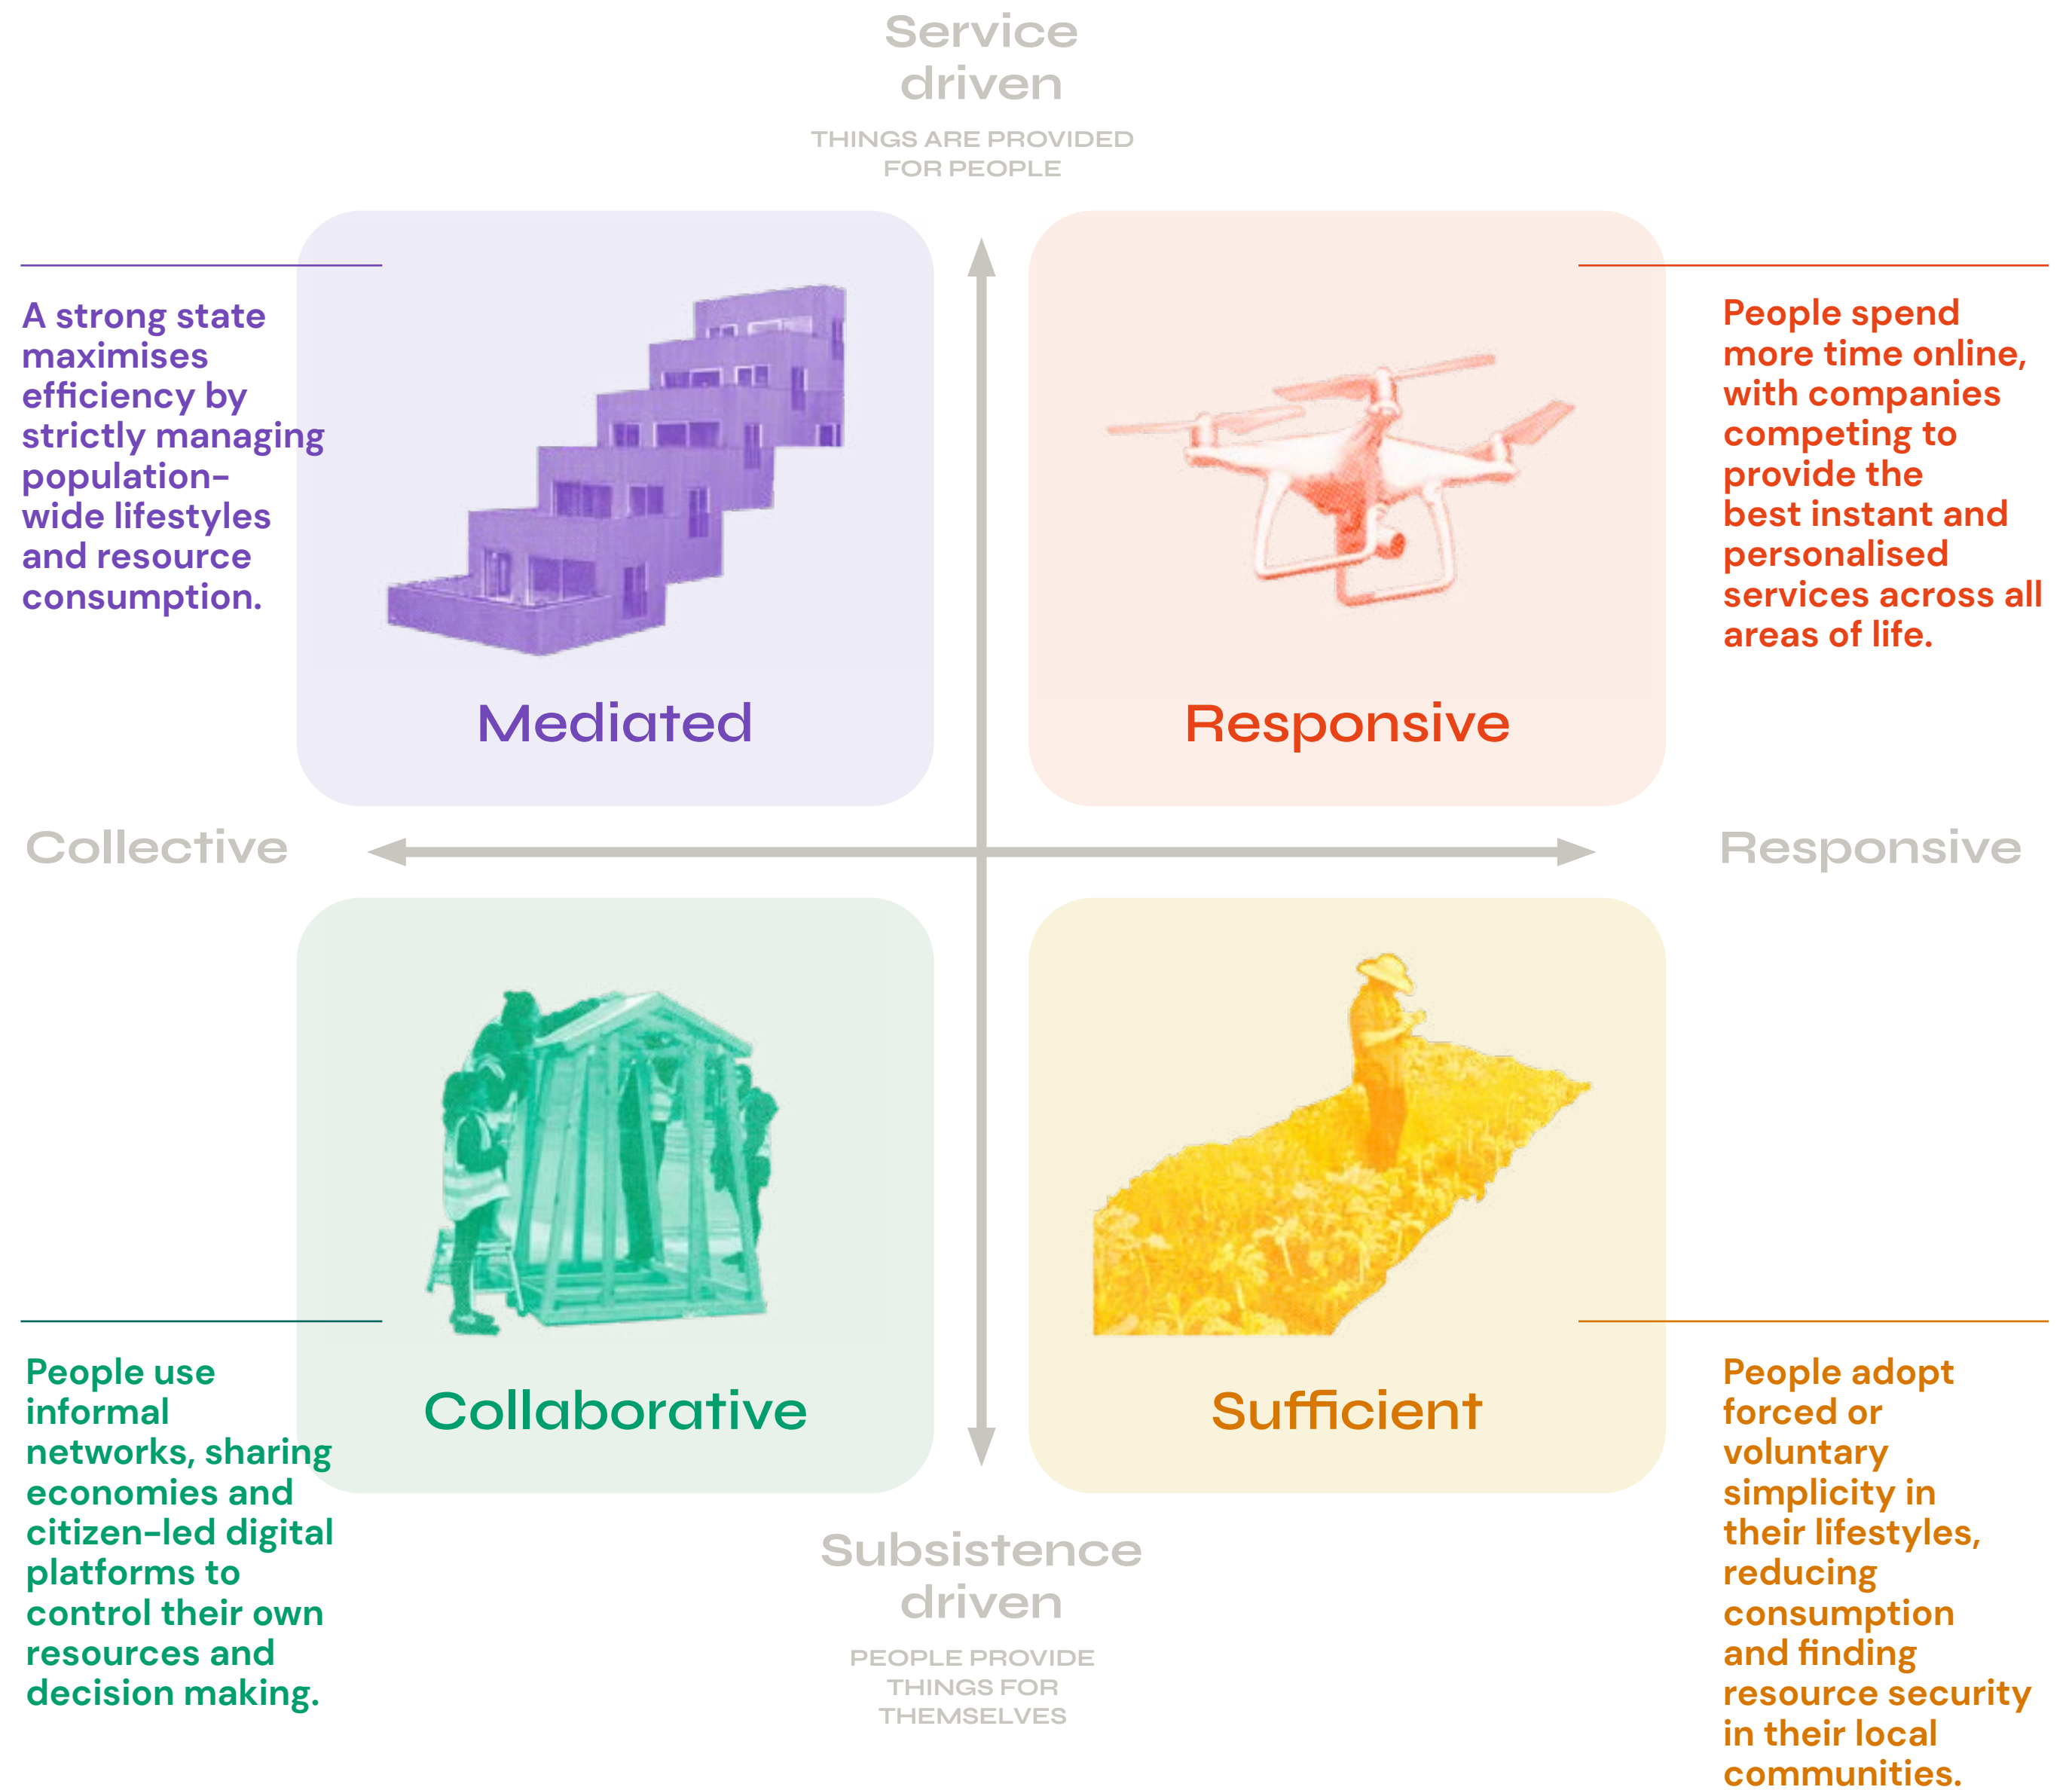 Service
driven
THINGS ARE PROVIDED
FOR PEOPLE
A strong state
maximises
efficiency by
strictly managing
population-
wide lifestyles
and resource
consumption.
Mediated
Responsive
People spend
more time online,
with companies
competing to
provide the
best instant and
personalised
services across all
areas of life.
Collective
Responsive
Collaborative
Sufficient
People use
informal
networks, sharing
economies and
citizen-led digital
platforms to
control their own
resources and
decision making.
Subsistence
driven
PEOPLE PROVIDE
THINGS FOR
THEMSELVES
People adopt
forced or
voluntary
simplicity in
their lifestyles,
reducing
consumption
and finding
resource security
in their local
communities.